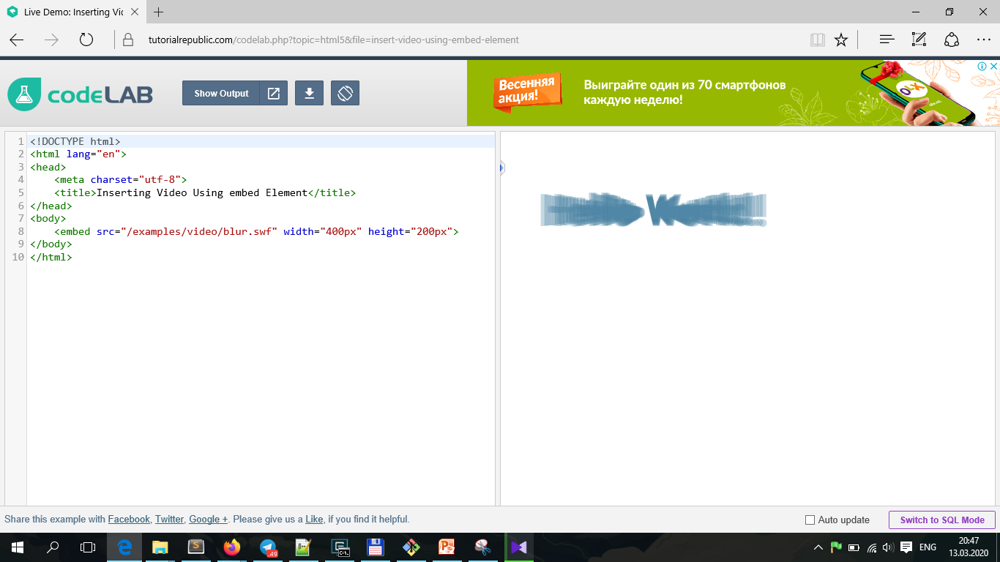 Live Demo: Inserting Vic
tutorialrepublic.com/codelab.php?topic=html5&file=insert-video-using-embed-element
codeLAB
Show Output
Весенняя
акция!
Выиграйте один из 70 смартфонов
каждую неделю!
OLX
1 <!DOCTYPE html>
2 <html lang="en">
3 <head>
4 <meta charset="utf-8">
5 <title>Inserting Video Using embed Element</title>
6 </head>
7 <body>
8 <embed src="/examples/video/blur.swf" width="400px" height="200px">
9 </body>
10 </html>
Share this example with Facebook, Twitter, Google +. Please give us a Like, if you find it helpful.
Auto update
Switch to SQL Mode
49
C:\
ENG
20:47
13.03.2020